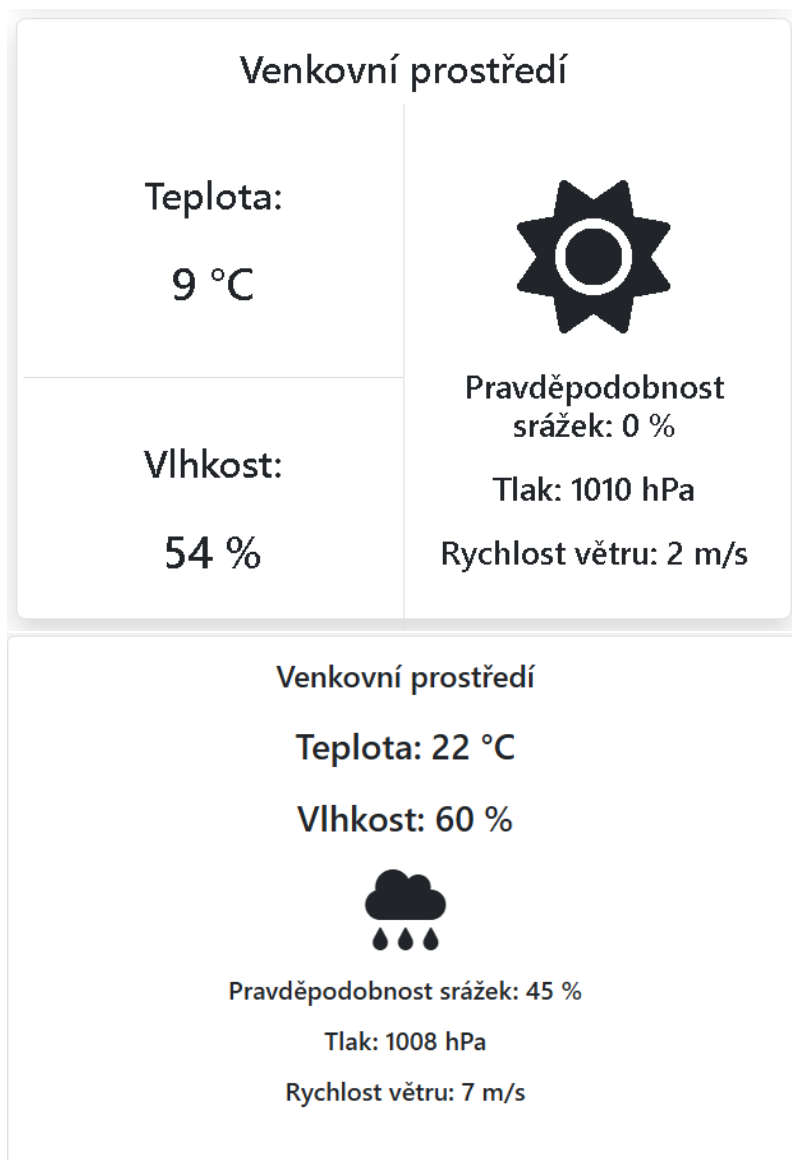 Venkovní prostředí
Teplota:
9 °C
Vlhkost:
54 %
Pravděpodobnost
srážek: 0 %
Tlak: 1010 hPa
Rychlost větru: 2 m/s
Venkovní prostředí
Teplota: 22 °C
Vlhkost: 60 %
Pravděpodobnost srážek: 45 %
Tlak: 1008 hPa
Rychlost větru: 7 m/s